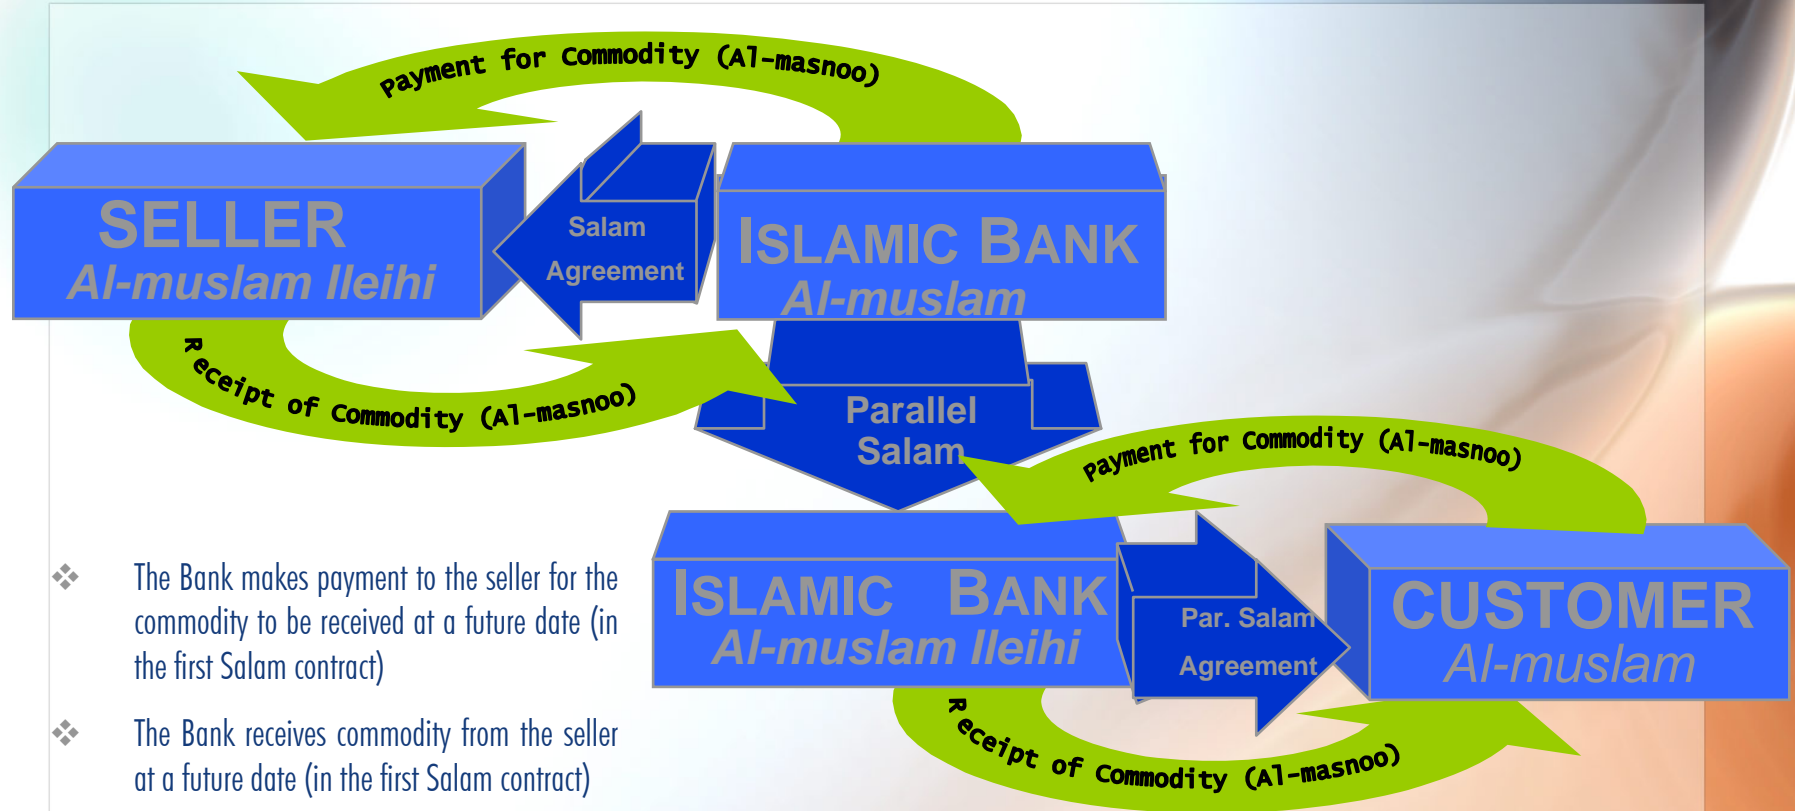 Payment for Commodity (Al-masnoo)
SELLER
Al-muslam Ileihi
Salam
Agreement
ISLAMIC BANK
Al-muslam
Receipt of Commodity (Al-masnoo)
Parallel
Salam
Payment for Commodity (Al-masnoo)
ISLAMIC BANK
Al-muslam Ileihi
Par. Salam
Agreement
CUSTOMER
Al-muslam
Receipt of Commodity (Al-masnoo)
❖ The Bank makes payment to the seller for the
commodity to be received at a future date (in
the first Salam contract)
❖ The Bank receives commodity from the seller
at a future date (in the first Salam contract)